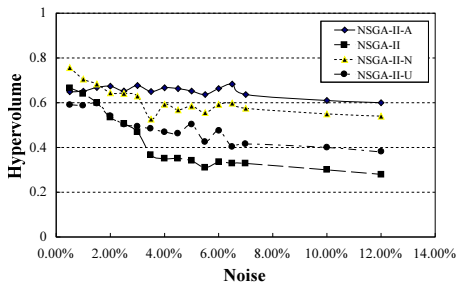 1
0.8
0.6
0.4
0.2
0
Hypervolume
0.00% 2.00% 4.00% 6.00% 8.00% 10.00% 12.00% 14.00%
Noise
NSGA-II-A
NSGA-II
NSGA-II-N
NSGA-II-U